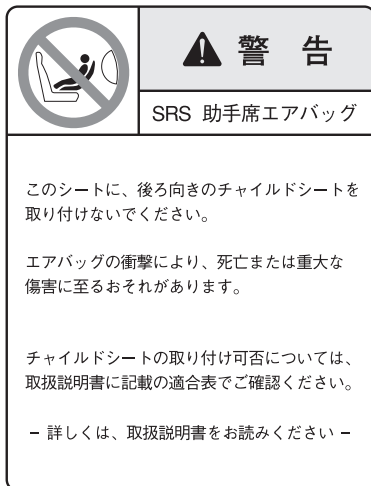 警 告
SRS 助手席エアバッグ
このシートに、後ろ向きのチャイルドシートを
取り付けないでください。
エアバッグの衝撃により、死亡または重大な
傷害に至るおそれがあります。
チャイルドシートの取り付け可否については、
取扱説明書に記載の適合表でご確認ください。
− 詳しくは、取扱説明書をお読みください −